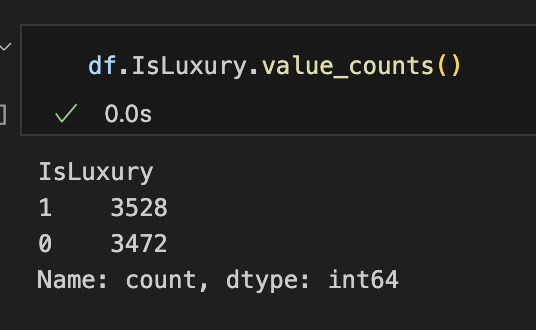 df.IsLuxury.value_counts()
0.0s
IsLuxury
1    3528
0    3472
Name: count, dtype: int64